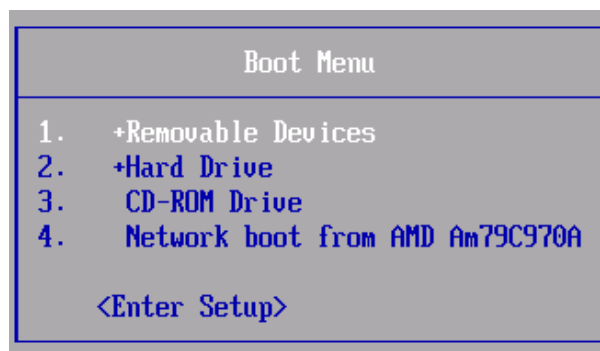 Boot Menu
1. +Removable Devices
2. +Hard Drive
3. CD-ROM Drive
4. Network boot from AMD Am79C970A
<Enter Setup>